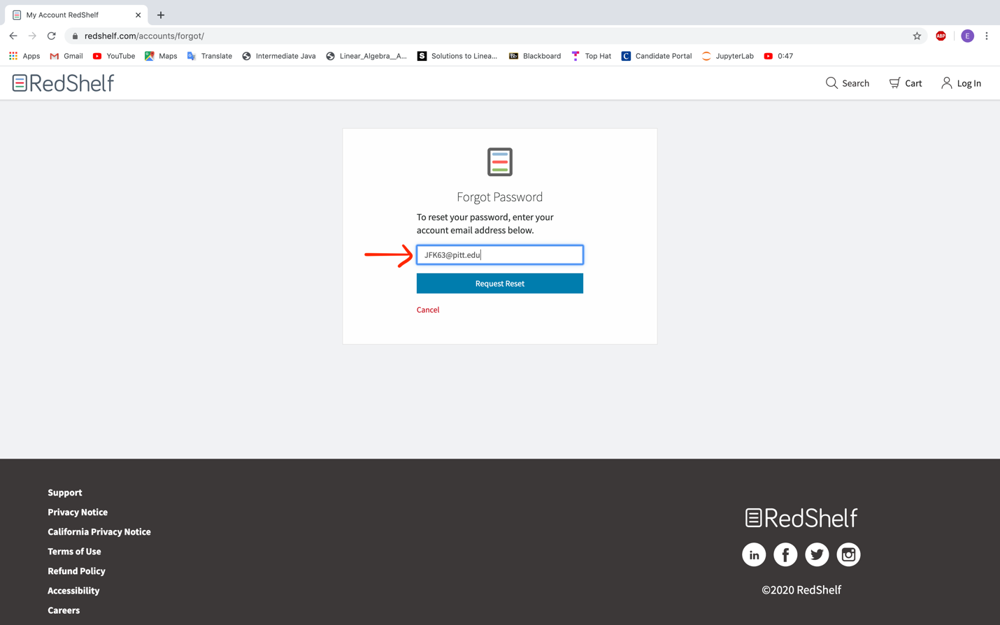 My Account RedShelf
redshelf.com/accounts/forgot/
ABP
E
Apps Gmail YouTube Maps Translate Intermediate Java Linear_Algebra__A... S Solutions to Linea... Bb Blackboard Top Hat C Candidate Portal JupyterLab 0:47
RedShelf
Search Cart Log In
Forgot Password
To reset your password, enter your
account email address below.
JFK63@pitt.edu
Request Reset
Cancel
Support
Privacy Notice
California Privacy Notice
Terms of Use
Refund Policy
Accessibility
Careers
RedShelf
in f
©2020 RedShelf